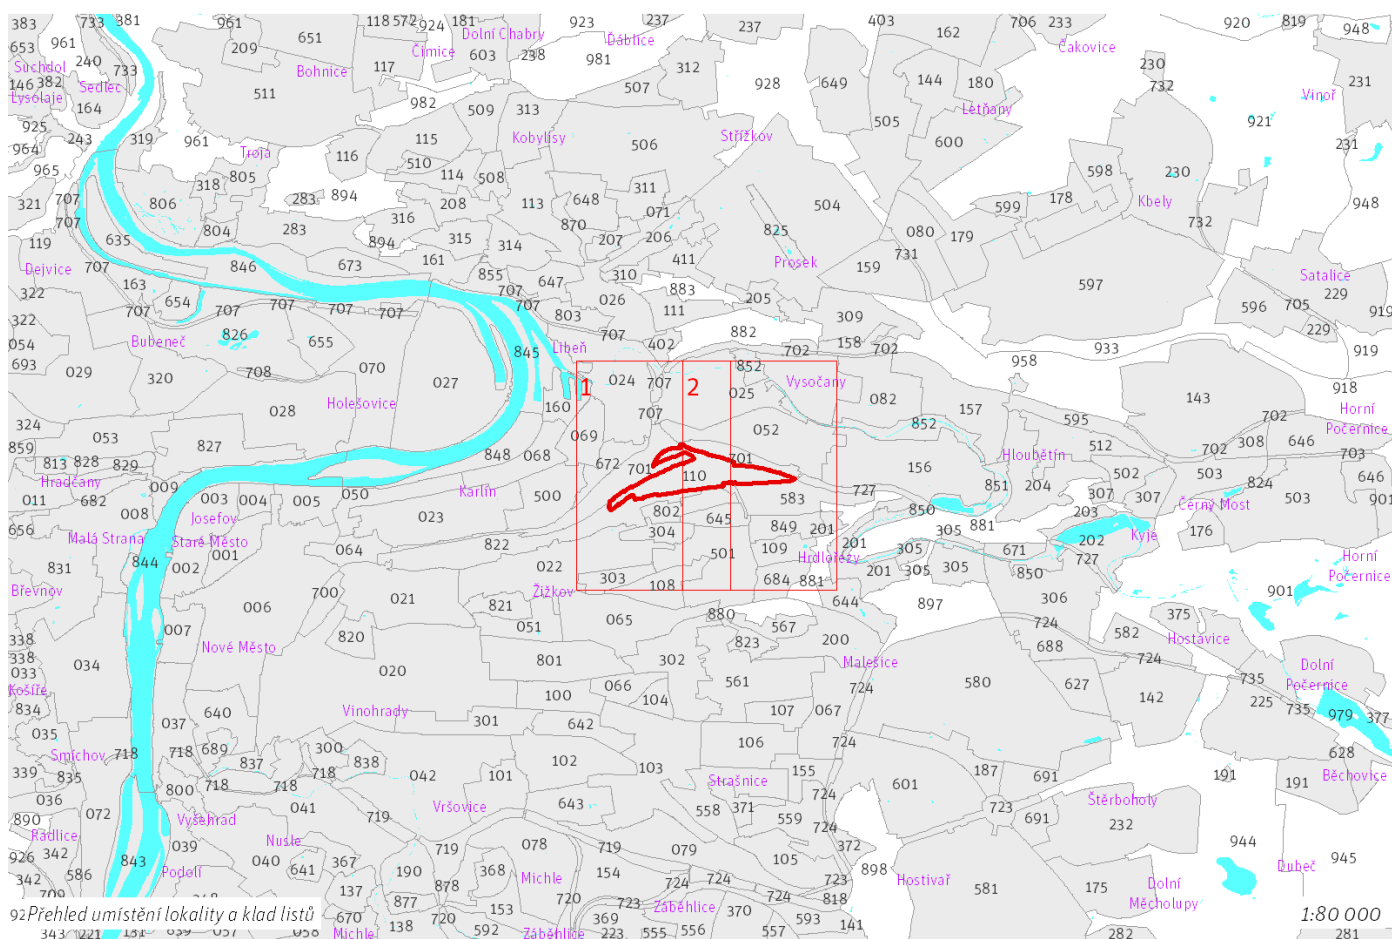 383 733 381 961 651 118 572 924 181 923 237 237 403 706 233 920 819 948
653 961 209 Bohnice 117 Čimice Dolní Chabry 603 238 Ďáblice 981 312 162 Čakovice
Suchdol 240 733 230 231
146 382 Sedlec 511 982 507 928 649 144 180 732 Vinoř
Lysolaje 164 509 313 Letňany
925 243 319 961 115 Kobylisy 506 Střížkov 505 600 921
964 Troja 116 510 231
965 318 805 114 508 311 598 230
321 707 806 283 894 208 113 648 071 504 599 178 Kbely 948
707 804 283 316 870 825 080 732
119 635 894 315 314 207 206 179
Dejvice 707 846 673 161 855 411 Prosek 159 731 Satalice
163 647 310 883 597 229
322 654 707 707 707 707 707 026 205 596 705 919
322 707 826 803 111 309 229
054 Bubeneč 655 Libeň 707 402 882 158 702 933
693 070 845 702 958 919
029 320 708 027 1 024 707 2 852 Vysočany 918
025 082 143
028 Holešovice 160 707 157 595 702 Horní
324 053 069 052 852 Počernice
859 827 512 308 646
813 828 829 848 068 672 701 701 156 Hloubětín 702 703
Hradčany 009 110 502 503 646
011 682 003 004 005 050 Karlín 500 583 727 851 204 307 307 824 503 901
008 Josefov 023 802 850 203 Černý Most
656 Malá Strana Staré Město 645 849 201 881 305 176
844 001 064 822 304 202 Kyje
831 002 501 109 201 305 671 727 Horní
022 Hrdlořezy 305 Počernice
Břevnov 303 108 684 881 201 305 850 901
006 700 021 Žižkov 644 897 306
821 880 375
007 051 065 567 724
338 820 823 200 582 Hostavice
338 034 Nové Město 801 302 Malešice 688 724 Dolní
033 020 561 580 627 735 Počernice
Košíře 100 066 104 724 142 225 735
834 037 640 Vinohrady 301 107 067 979 377
035 642
Smíchov 718 718 689 300 106 724 628
339 835 837 718 838 042 101 102 103 Strašnice 155 187 691 191 191 Běchovice
036 800 718 718 601
890 072 041 Vršovice 643 558 371 724 Štěrboholy
Radlice Vyšehrad 719 559 723 691 232
342 039 Nusle 719 078 719 079 724 372 944
926 843 040 641 367 105 898 945
586 Podolí 190 368 Michle 154 Dubeč
342 878 724 724 723 Hostivař 581 175 Dolní
709 137 877 153 720 723 Záběhlice 724 818 Měcholupy
92 Přehled umístění lokality a klad listů 670 720 369 370 593 1:80 000
343 221 131 839 057 058 Michle 138 592 Záběhlice 223 555 556 557 141 282 281